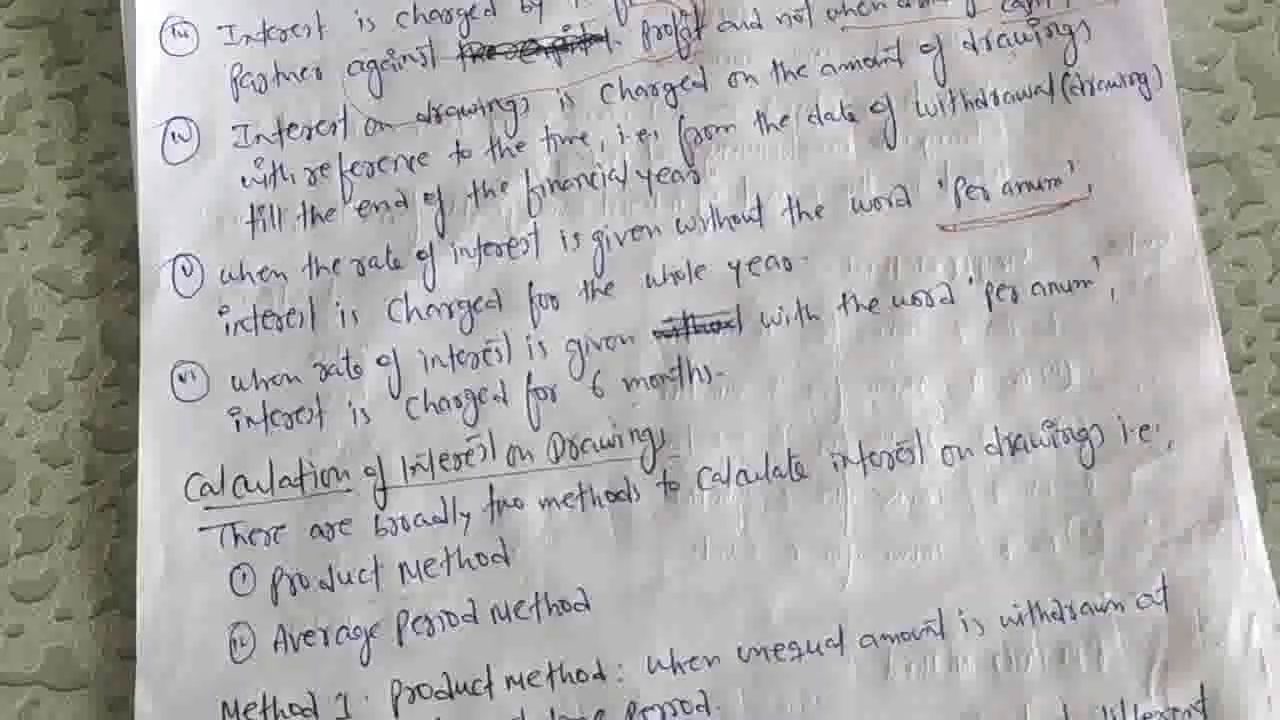 (iii) Interest is charged by
Partner against profit and not when
(iv) Interest on drawings is charged on the amount of drawings
with reference to the time, i.e, from the date of withdrawal (drawing)
till the end of the financial year
(v) when the rate of interest is given without the word 'Per anum',
interest is charged for the whole year.
(vi) when rate of interest is given with the word 'per anum',
interest is charged for 6 months.
Calculation of Interest on Drawings
There are broadly two methods to calculate interest on drawings i.e.,
(i) Product Method
(ii) Average Period Method
Method 1: Product Method: when unequal amount is withdrawn at
period.
different